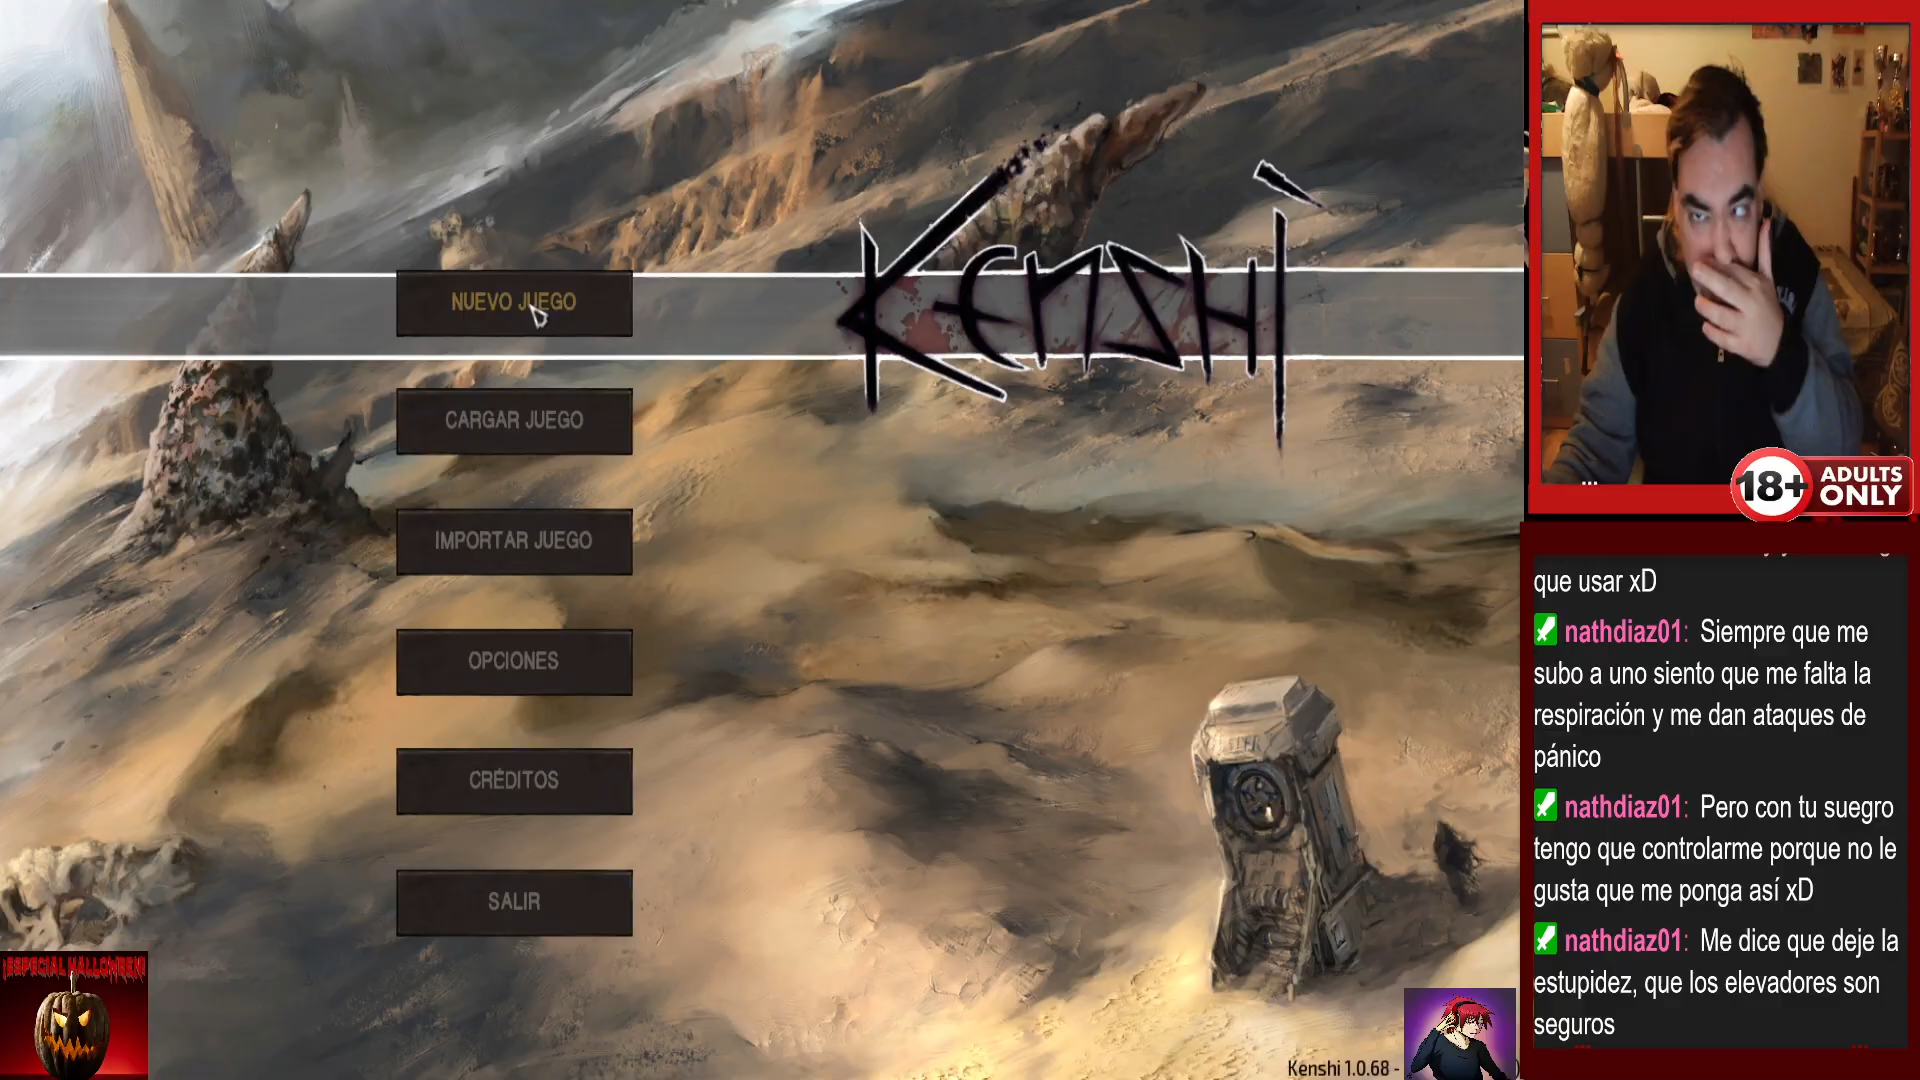 Kenshi
NUEVO JUEGO
CARGAR JUEGO
IMPORTAR JUEGO
OPCIONES
CRÉDITOS
SALIR
¡ESPECIAL HALLOWEEN!
Kenshi 1.0.68 -
18+ ADULTS
ONLY
que usar xD
nathdiaz01: Siempre que me
subo a uno siento que me falta la
respiración y me dan ataques de
pánico
nathdiaz01: Pero con tu suegro
tengo que controlarme porque no le
gusta que me ponga así xD
nathdiaz01: Me dice que deje la
estupidez, que los elevadores son
seguros